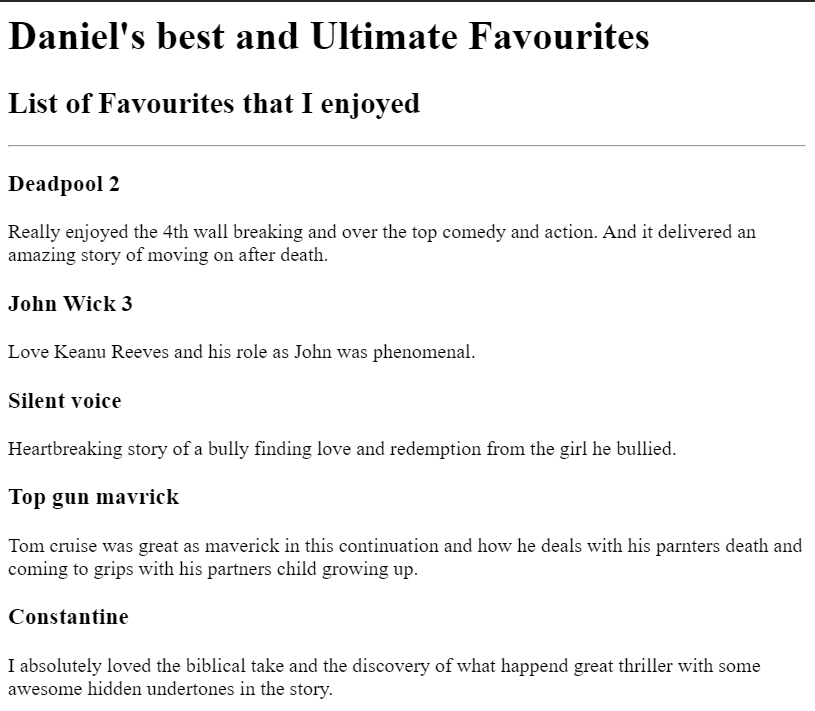 Daniel's best and Ultimate Favourites
List of Favourites that I enjoyed
Deadpool 2
Really enjoyed the 4th wall breaking and over the top comedy and action. And it delivered an
amazing story of moving on after death.
John Wick 3
Love Keanu Reeves and his role as John was phenomenal.
Silent voice
Heartbreaking story of a bully finding love and redemption from the girl he bullied.
Top gun mavrick
Tom cruise was great as maverick in this continuation and how he deals with his parnters death and
coming to grips with his partners child growing up.
Constantine
I absolutely loved the biblical take and the discovery of what happend great thriller with some
awesome hidden undertones in the story.